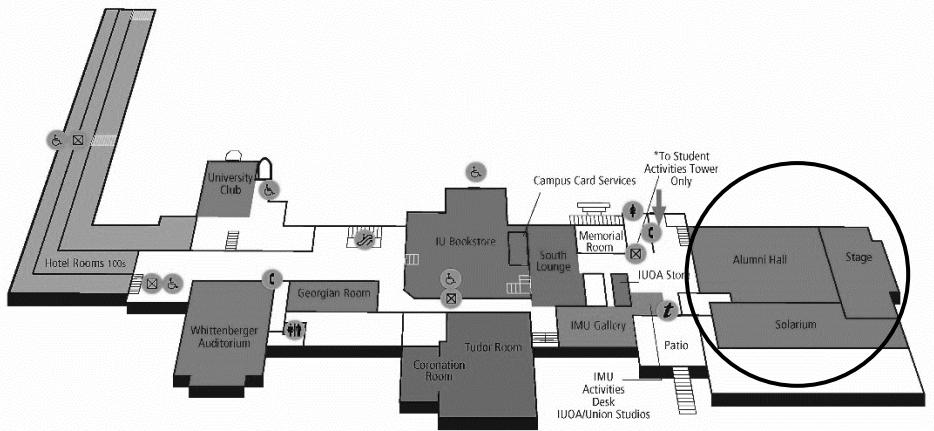 *To Student
Activities Tower
Only
University
Club
Campus Card Services
IU Bookstore
Memorial
Room
South
Lounge
Alumni Hall
Stage
Hotel Rooms 100s
IUOA Store
Georgian Room
Whittenberger
Auditorium
IMU Gallery
t
Solarium
Tudor Room
Patio
Coronation
Room
IMU
Activities
Desk
IUOA/Union Studios